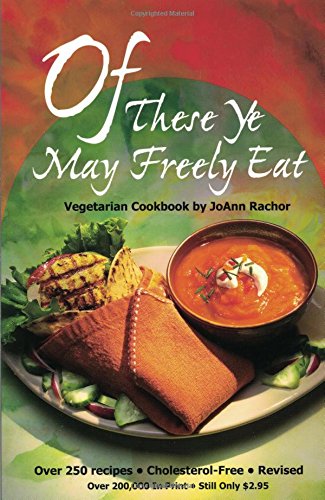 Of
These Ye
May Freely Eat
Vegetarian Cookbook by JoAnn Rachor
Over 250 recipes • Cholesterol-Free • Revised
Over 200,000 In Print • Still Only $2.95